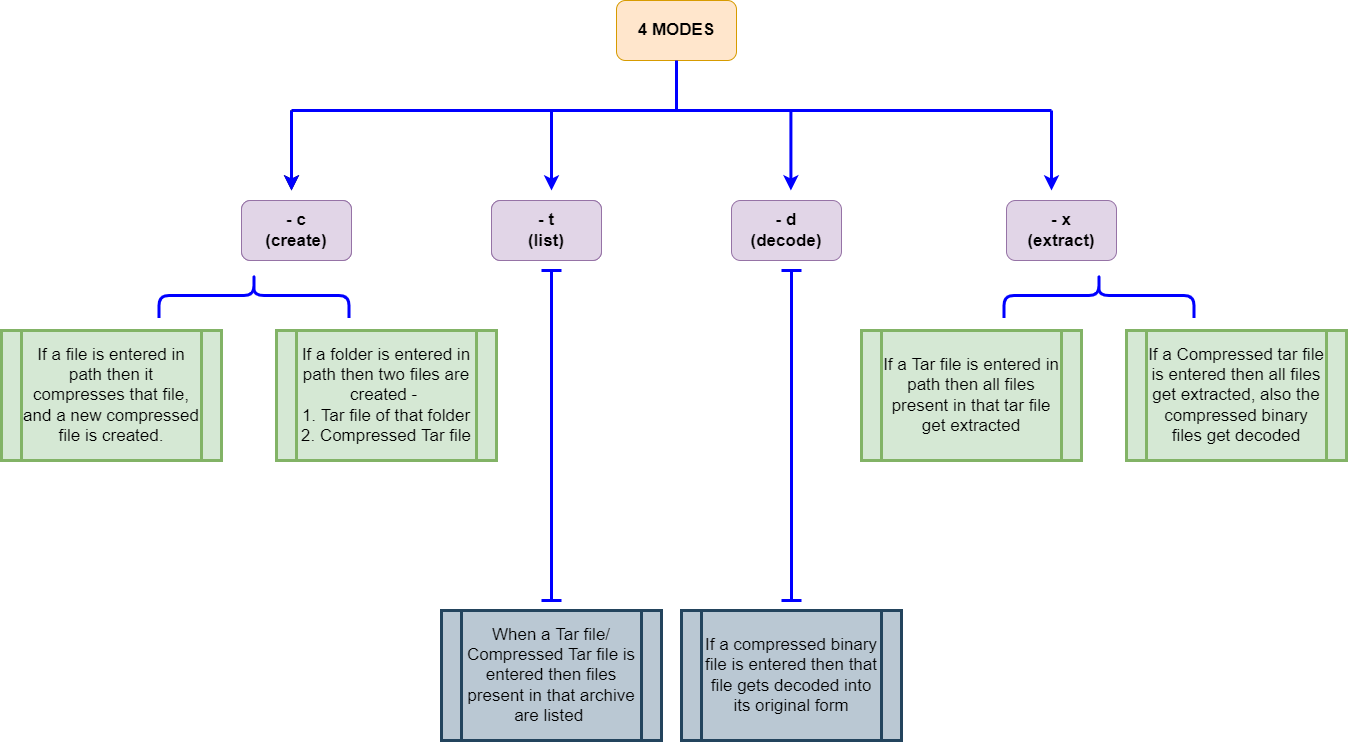 4 MODES
- c
(create)
- t
(list)
- d
(decode)
- x
(extract)
If a file is entered in
path then it
compresses that file,
and a new compressed
file is created.
If a folder is entered in
path then two files are
created -
1. Tar file of that folder
2. Compressed Tar file
If a Tar file is entered in
path then all files
present in that tar file
get extracted
If a Compressed tar file
is entered then all files
get extracted, also the
compressed binary
files get decoded
When a Tar file/
Compressed Tar file is
entered then files
present in that archive
are listed
If a compressed binary
file is entered then that
file gets decoded into
its original form